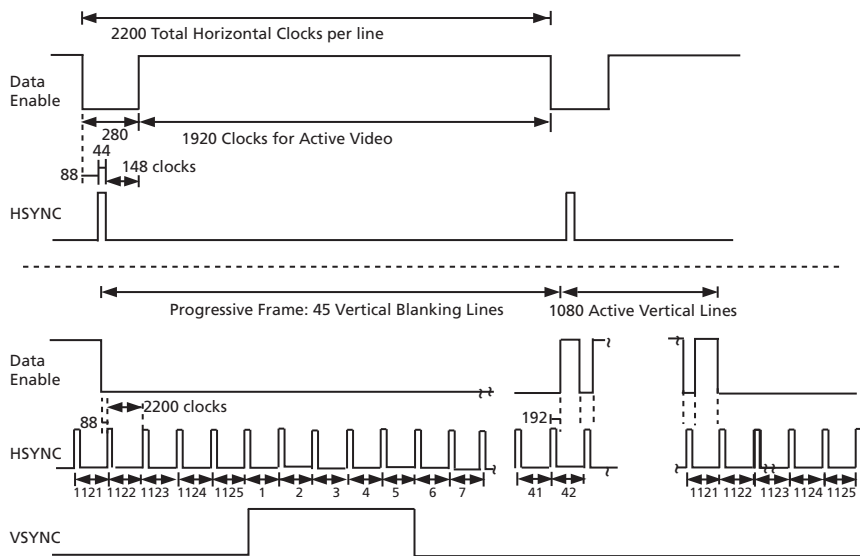 2200 Total Horizontal Clocks per line
Data
Enable
280
1920 Clocks for Active Video
44
148 clocks
88
HSYNC
Progressive Frame: 45 Vertical Blanking Lines
1080 Active Vertical Lines
Data
Enable
2200 clocks
88
192
HSYNC
1121 1122 1123 1124 1125 1 2 3 4 5 6 7 41 42 1121 1122 1123 1124 1125
VSYNC